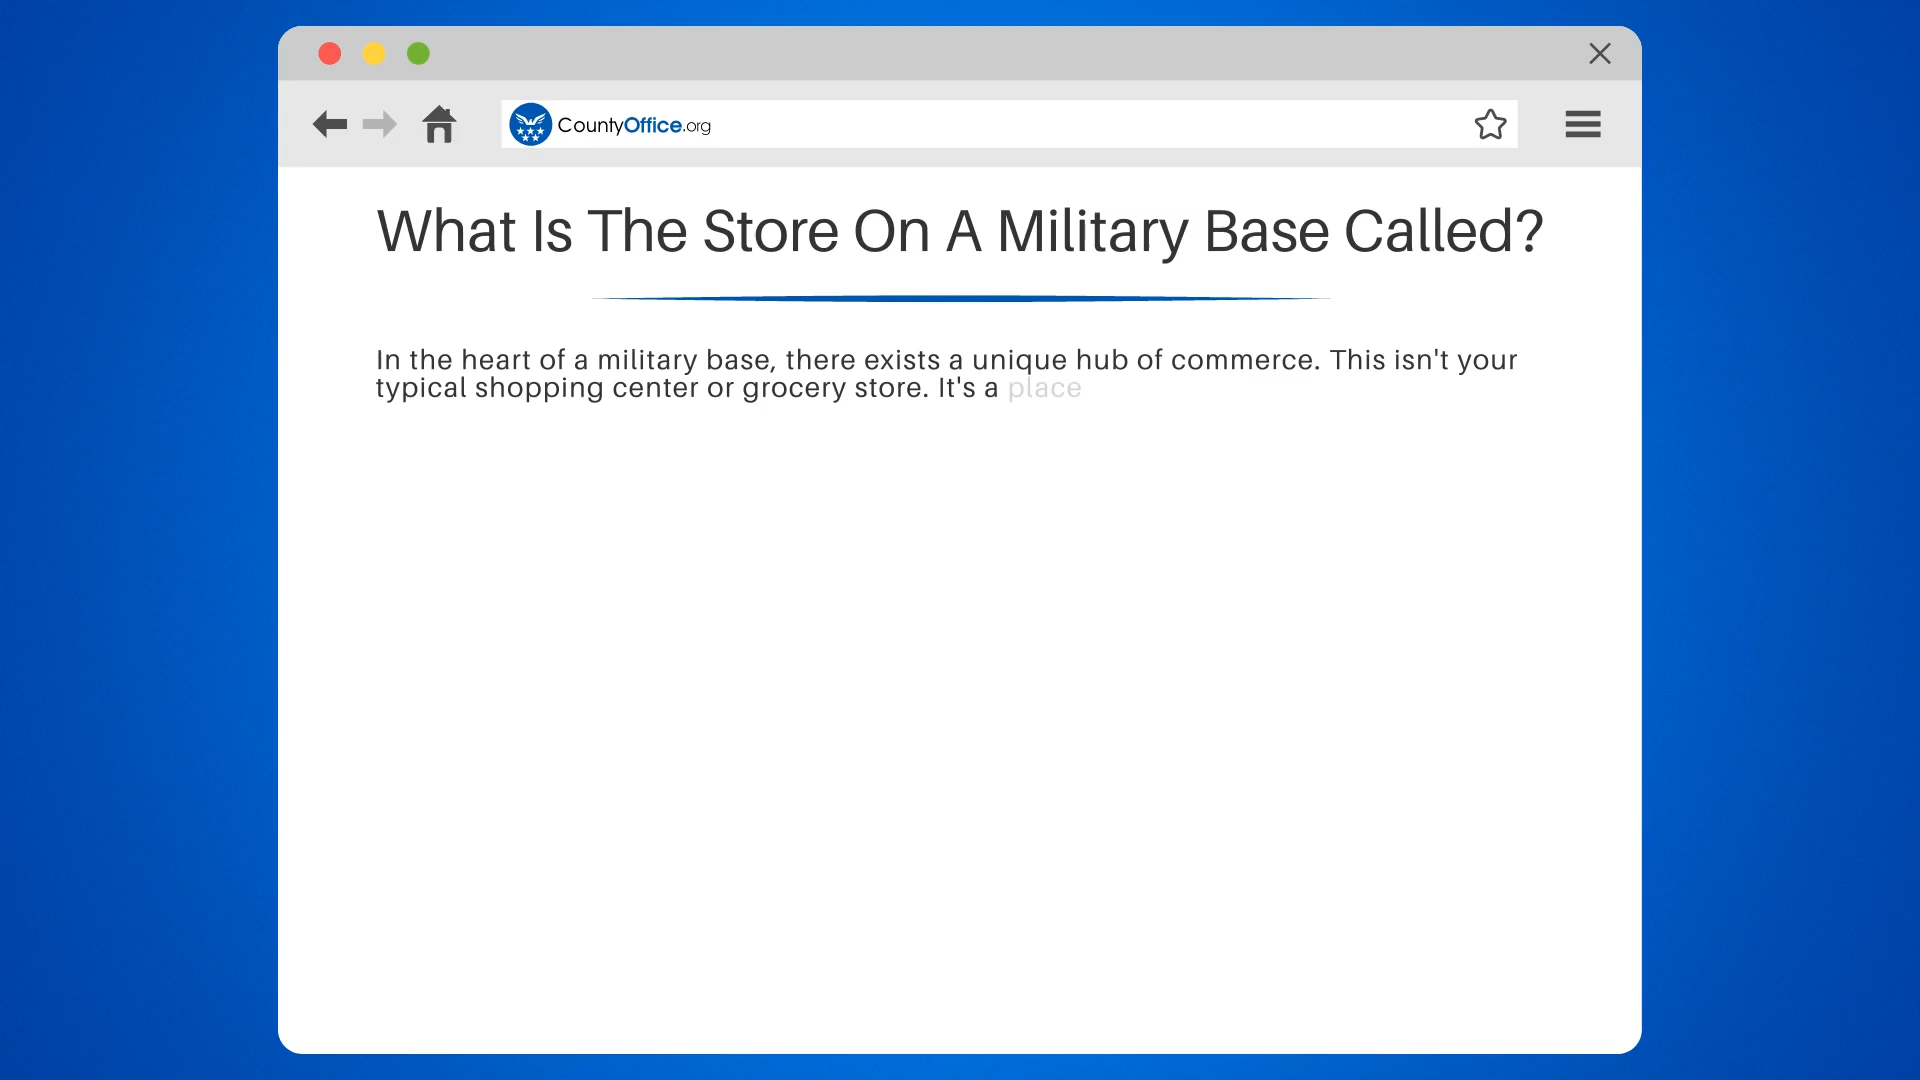 CountyOffice.org
What Is The Store On A Military Base Called?
In the heart of a military base, there exists a unique hub of commerce. This isn't your
typical shopping center or grocery store. It's a place